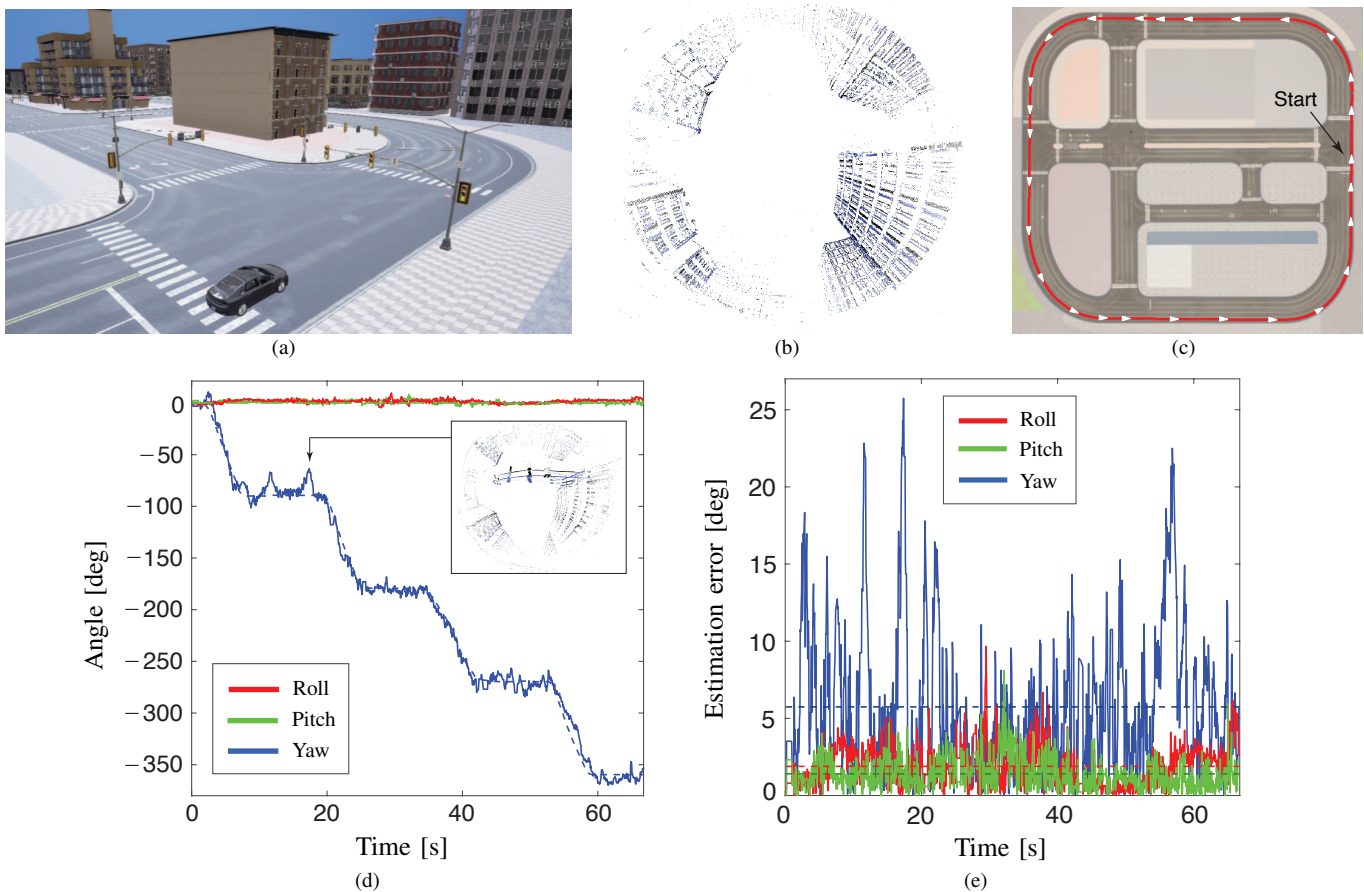 Start
(a)
(b)
(c)
0
−50
−100
−150
−200
−250
−300
−350
Angle [deg]
Roll
Pitch
Yaw
0
20
40
60
Time [s]
(d)
25
20
15
10
5
0
Estimation error [deg]
Roll
Pitch
Yaw
0
20
40
60
Time [s]
(e)